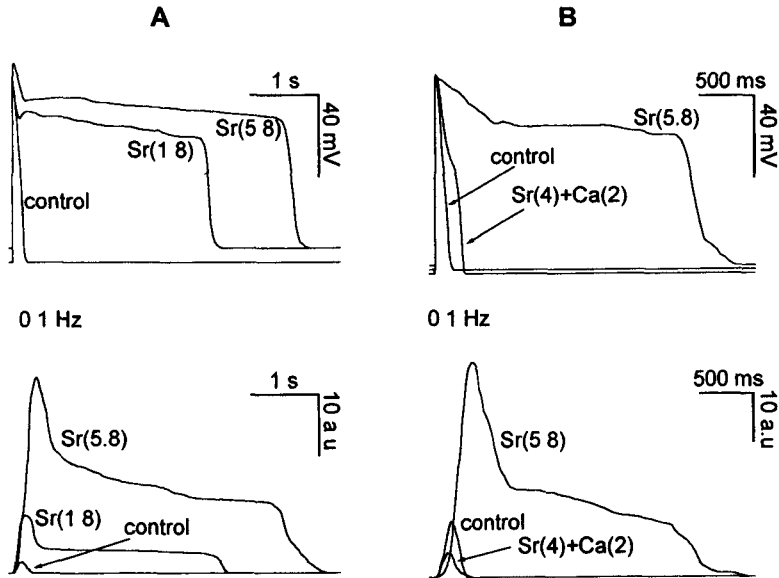 A
B
1 s
40 mV
Sr(5 8)
Sr(1 8)
control
500 ms
40 mV
Sr(5.8)
control
Sr(4)+Ca(2)
0 1 Hz
0 1 Hz
1 s
10 a u
Sr(5.8)
Sr(1 8)
control
500 ms
10 a.u
Sr(5 8)
control
Sr(4)+Ca(2)